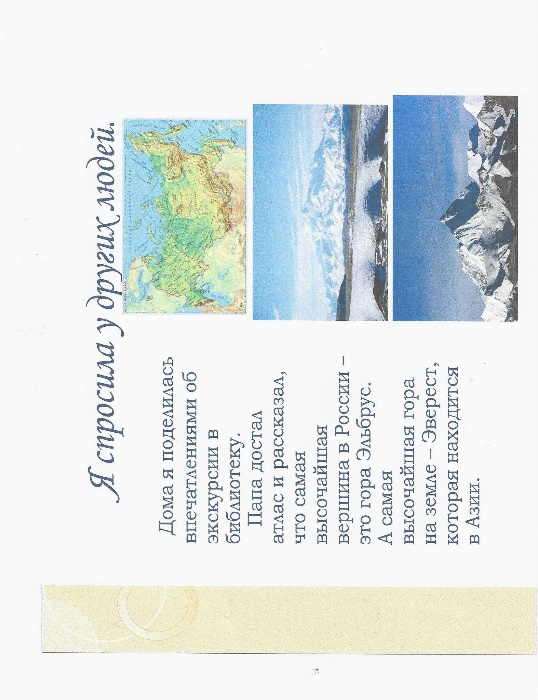 Я спросила у других людей.
Дома я поделилась
впечатлениями об
экскурсии в
библиотеку.
Папа достал
атлас и рассказал,
что самая
высочайшая
вершина в России –
это гора Эльбрус.
А самая
высочайшая гора
на земле – Эверест,
которая находится
в Азии.